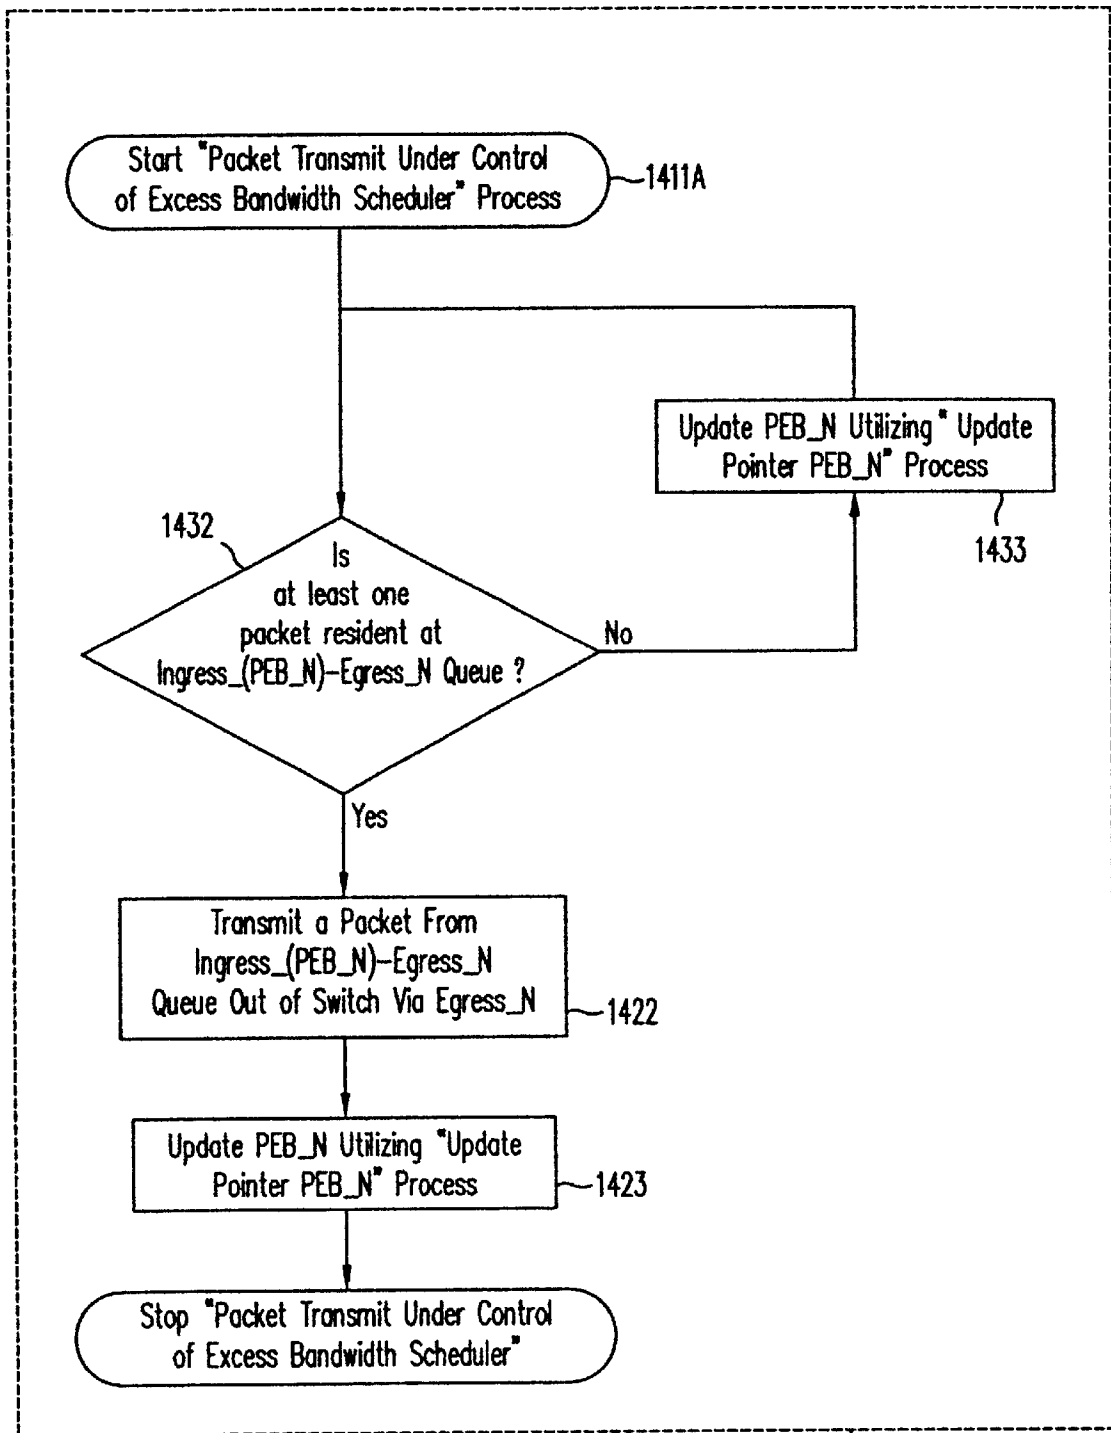 Start "Packet Transmit Under Control
of Excess Bandwidth Scheduler" Process
1411A
Update PEB_N Utilizing " Update
Pointer PEB_N" Process
1433
1432
Is
at least one
packet resident at
Ingress_(PEB_N)-Egress_N Queue ?
No
Yes
Transmit a Packet From
Ingress_(PEB_N)-Egress_N
Queue Out of Switch Via Egress_N
1422
Update PEB_N Utilizing "Update
Pointer PEB_N" Process
1423
Stop "Packet Transmit Under Control
of Excess Bandwidth Scheduler"